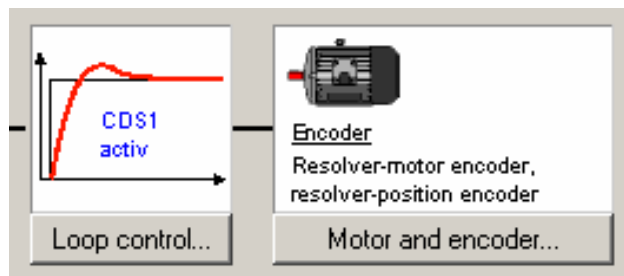 CDS1
activ
Loop control...
Encoder
Resolver-motor encoder,
resolver-position encoder
Motor and encoder...